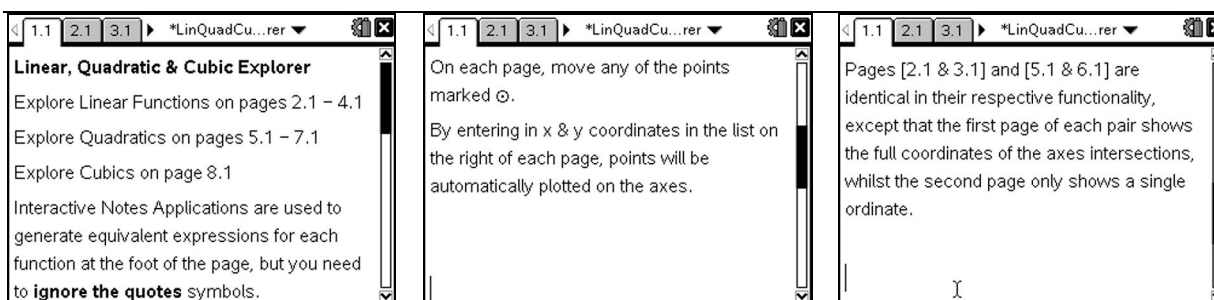 1.1 2.1 3.1 *LinQuadCu...rer
Linear, Quadratic & Cubic Explorer
Explore Linear Functions on pages 2.1 – 4.1
Explore Quadratics on pages 5.1 – 7.1
Explore Cubics on page 8.1
Interactive Notes Applications are used to
generate equivalent expressions for each
function at the foot of the page, but you need
to ignore the quotes symbols.
1.1 2.1 3.1 *LinQuadCu...rer
On each page, move any of the points
marked ⊙.
By entering in x & y coordinates in the list on
the right of each page, points will be
automatically plotted on the axes.
1.1 2.1 3.1 *LinQuadCu...rer
Pages [2.1 & 3.1] and [5.1 & 6.1] are
identical in their respective functionality,
except that the first page of each pair shows
the full coordinates of the axes intersections,
whilst the second page only shows a single
ordinate.